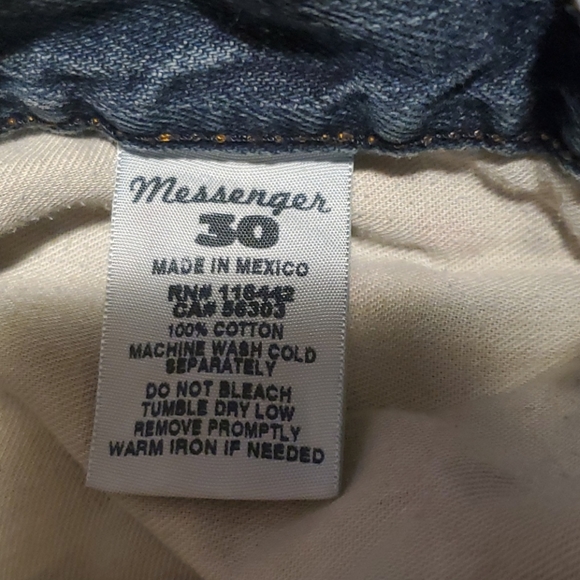 Messenger
30
MADE IN MEXICO
RN# 116442
CA# 56303
100% COTTON
MACHINE WASH COLD
SEPARATELY
DO NOT BLEACH
TUMBLE DRY LOW
REMOVE PROMPTLY
WARM IRON IF NEEDED